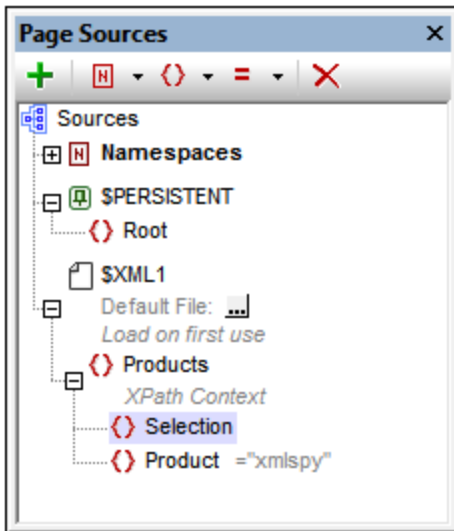 Page Sources
Sources
N Namespaces
$PERSISTENT
{} Root
$XML1
Default File: ...
Load on first use
{} Products
XPath Context
{} Selection
{} Product ="xmlspy"